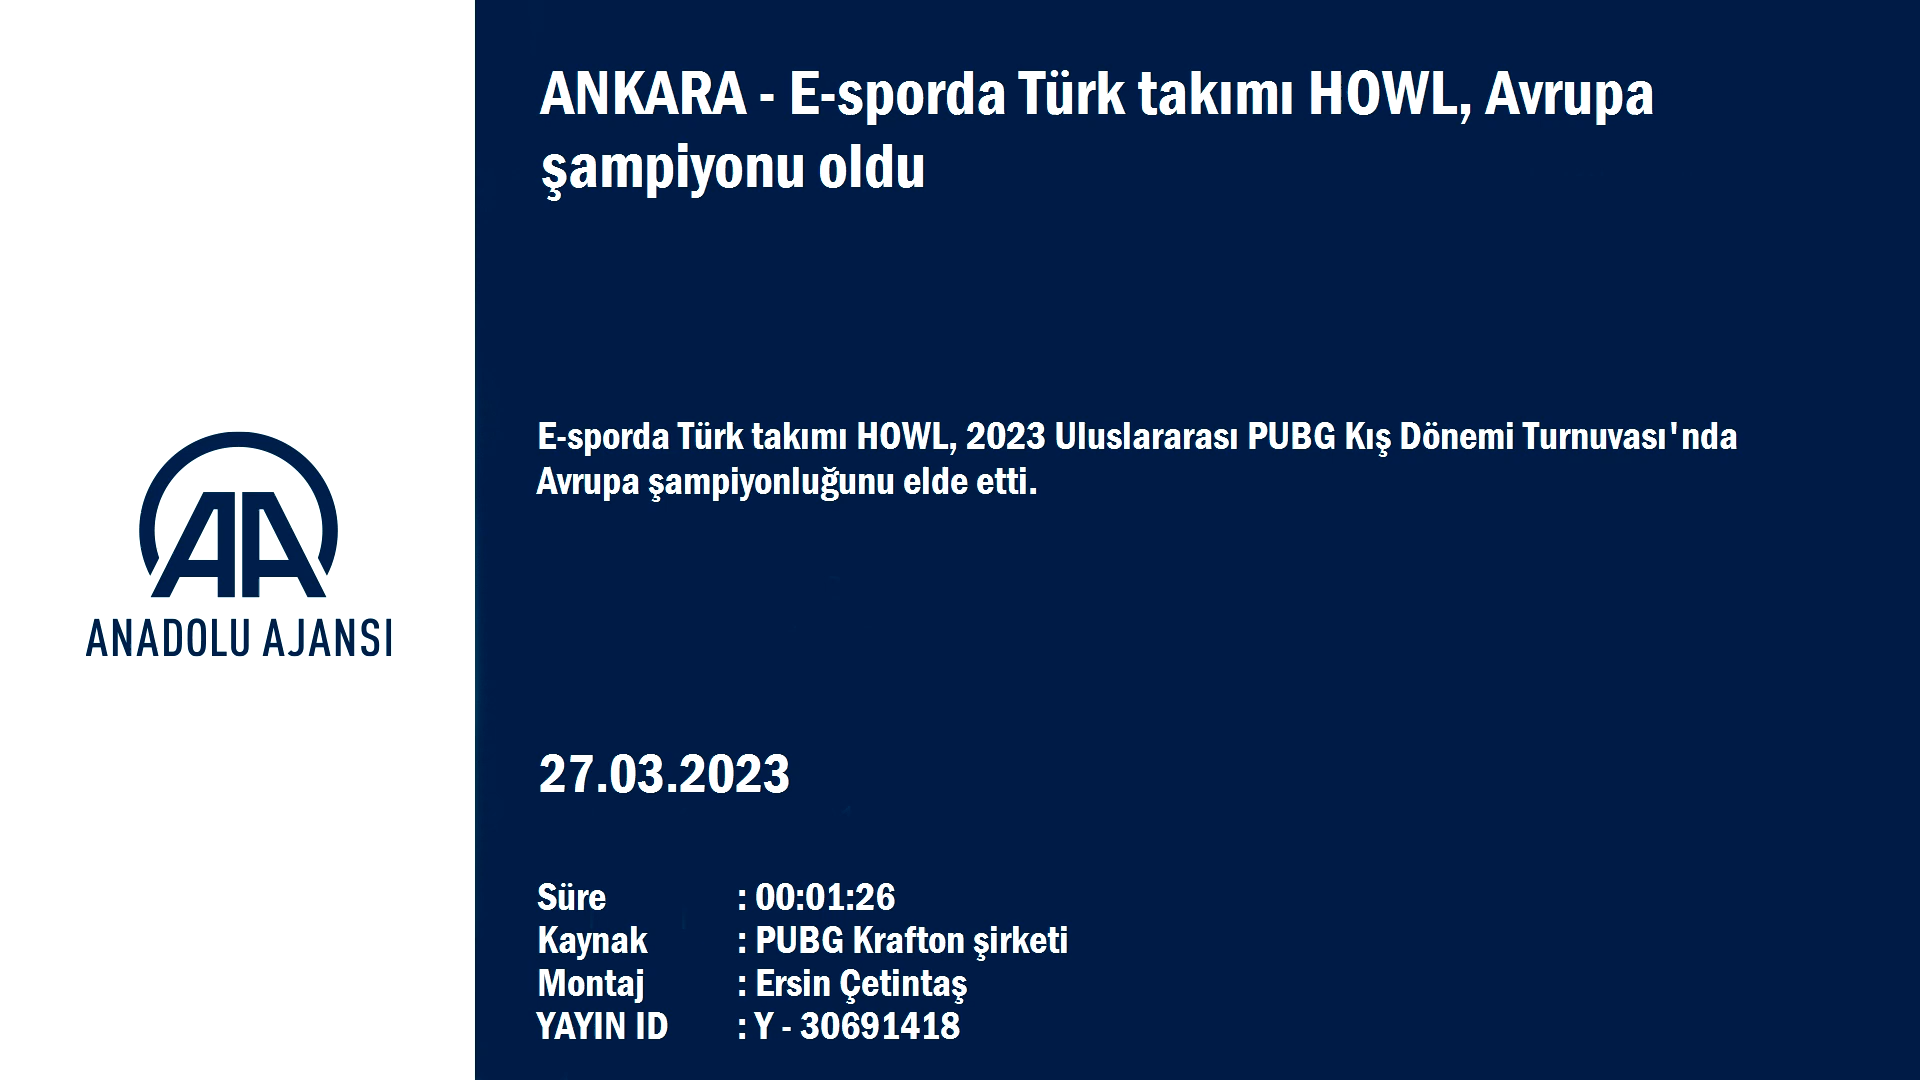 ANKARA - E-sporda Türk takımı HOWL, Avrupa
şampiyonu oldu
E-sporda Türk takımı HOWL, 2023 Uluslararası PUBG Kış Dönemi Turnuvası'nda
Avrupa şampiyonluğunu elde etti.
AA
ANADOLU AJANSI
27.03.2023
Süre : 00:01:26
Kaynak : PUBG Krafton şirketi
Montaj : Ersin Çetintaş
YAYIN ID : Y - 30691418